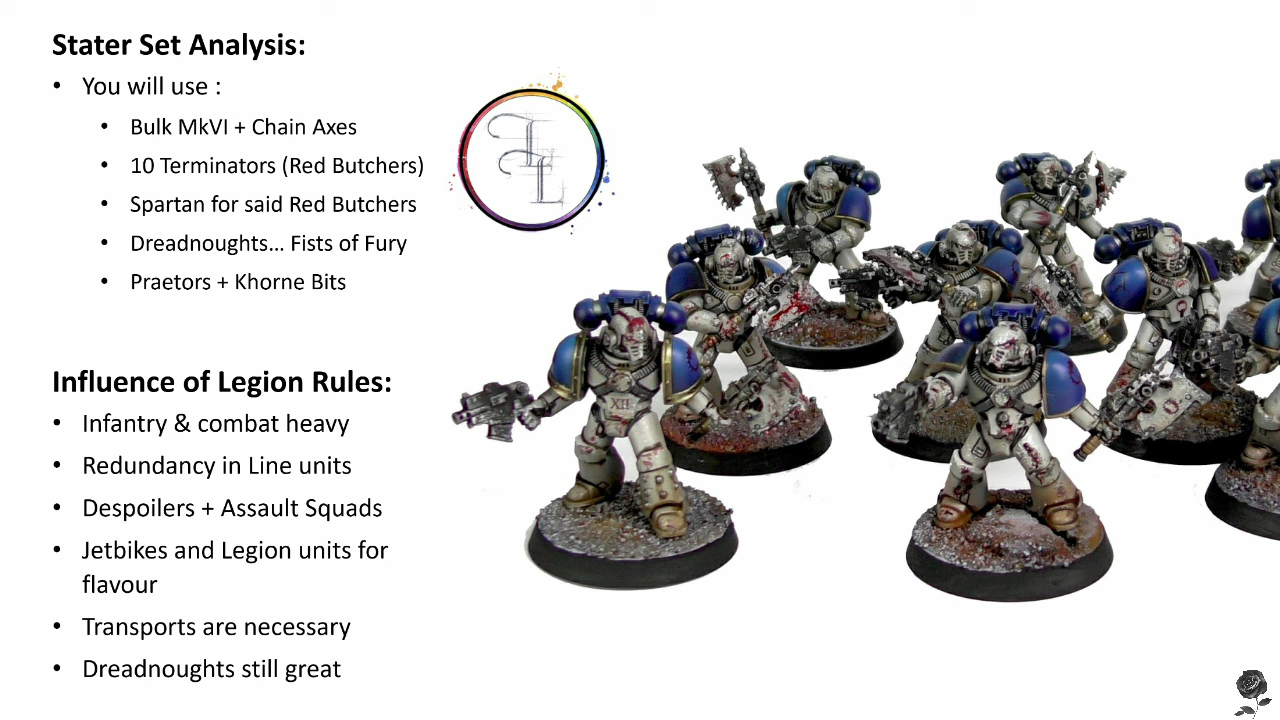 Stater Set Analysis:
• You will use :
• Bulk MkVI + Chain Axes
• 10 Terminators (Red Butchers)
• Spartan for said Red Butchers
• Dreadnoughts… Fists of Fury
• Praetors + Khorne Bits
Influence of Legion Rules:
• Infantry & combat heavy
• Redundancy in Line units
• Despoilers + Assault Squads
• Jetbikes and Legion units for
flavour
• Transports are necessary
• Dreadnoughts still great
XII